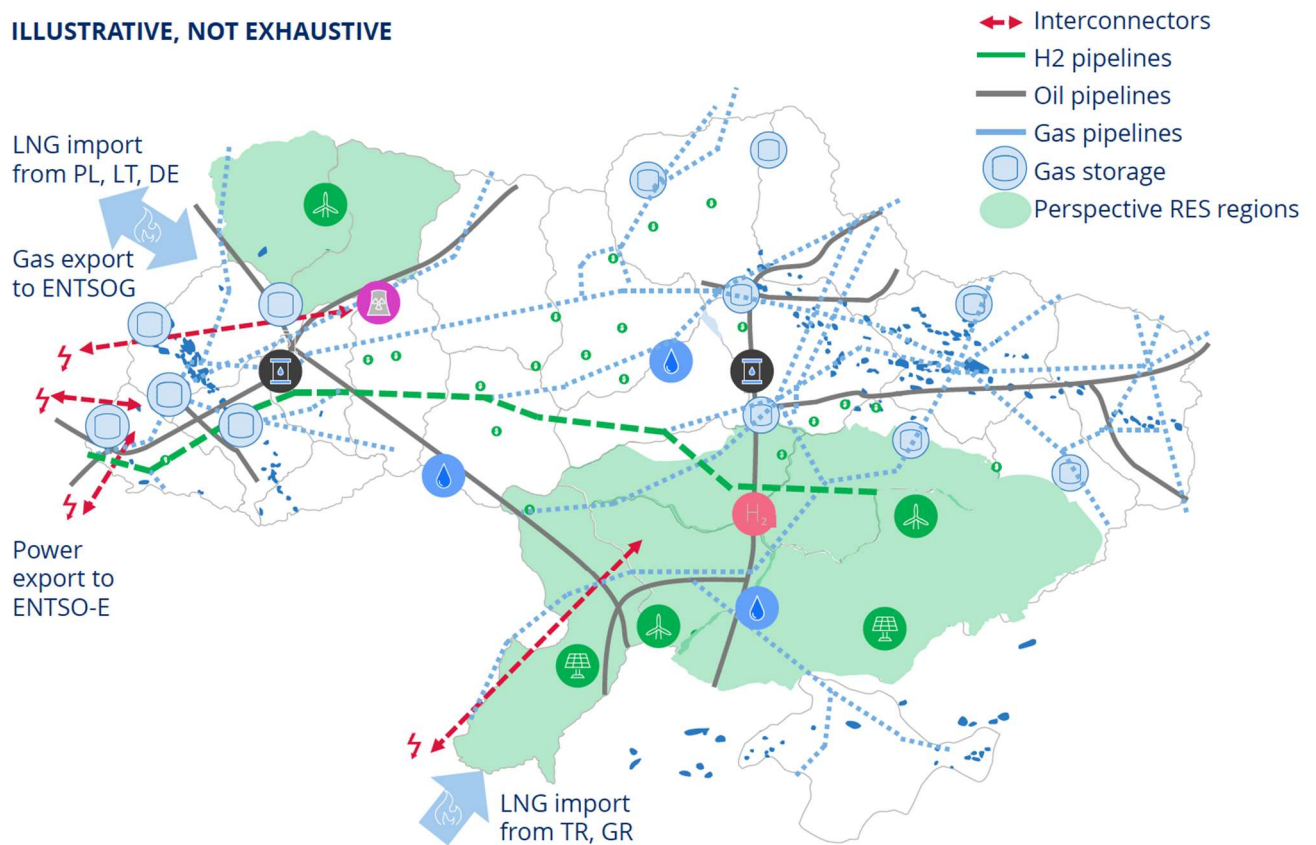 ILLUSTRATIVE, NOT EXHAUSTIVE
Interconnectors
H2 pipelines
Oil pipelines
Gas pipelines
Gas storage
Perspective RES regions
LNG import
from PL, LT, DE
Gas export
to ENTSOG
Power
export to
ENTSO-E
H₂
LNG import
from TR, GR